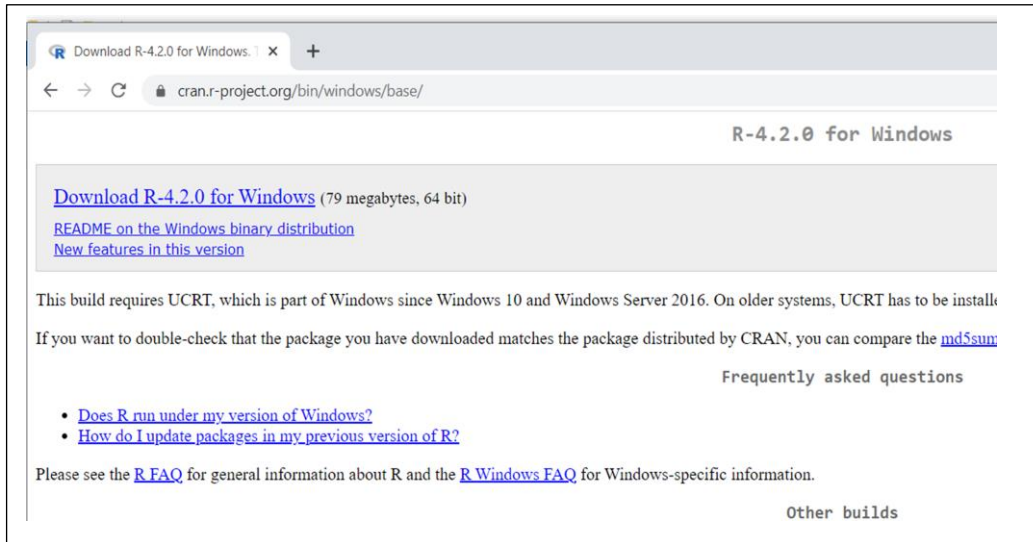 Download R-4.2.0 for Windows.
cran.r-project.org/bin/windows/base/
R-4.2.0 for Windows
Download R-4.2.0 for Windows (79 megabytes, 64 bit)
README on the Windows binary distribution
New features in this version
This build requires UCRT, which is part of Windows since Windows 10 and Windows Server 2016. On older systems, UCRT has to be installe
If you want to double-check that the package you have downloaded matches the package distributed by CRAN, you can compare the md5sum
Frequently asked questions
• Does R run under my version of Windows?
• How do I update packages in my previous version of R?
Please see the R FAQ for general information about R and the R Windows FAQ for Windows-specific information.
Other builds